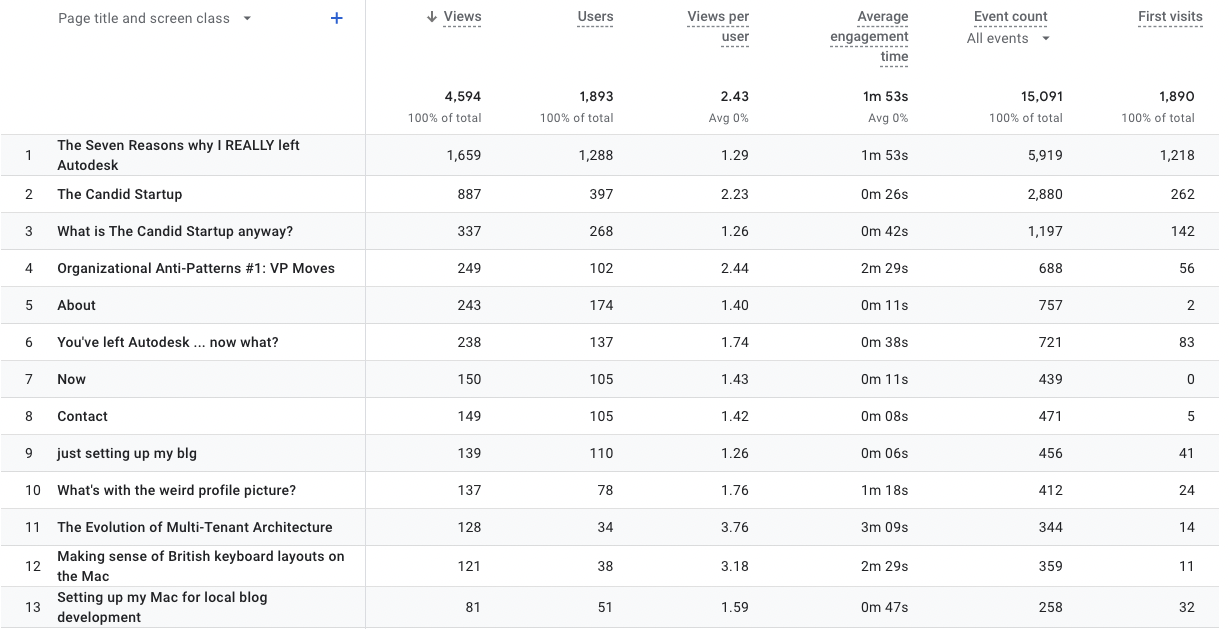 Page title and screen class + ↓ Views Users Views per user Average engagement time Event count First visits
All events
4,594 1,893 2.43 1m 53s 15,091 1,890
100% of total 100% of total Avg 0% Avg 0% 100% of total 100% of total
1 The Seven Reasons why I REALLY left Autodesk 1,659 1,288 1.29 1m 53s 5,919 1,218
2 The Candid Startup 887 397 2.23 0m 26s 2,880 262
3 What is The Candid Startup anyway? 337 268 1.26 0m 42s 1,197 142
4 Organizational Anti-Patterns #1: VP Moves 249 102 2.44 2m 29s 688 56
5 About 243 174 1.40 0m 11s 757 2
6 You've left Autodesk ... now what? 238 137 1.74 0m 38s 721 83
7 Now 150 105 1.43 0m 11s 439 0
8 Contact 149 105 1.42 0m 08s 471 5
9 just setting up my blg 139 110 1.26 0m 06s 456 41
10 What's with the weird profile picture? 137 78 1.76 1m 18s 412 24
11 The Evolution of Multi-Tenant Architecture 128 34 3.76 3m 09s 344 14
12 Making sense of British keyboard layouts on the Mac 121 38 3.18 2m 29s 359 11
13 Setting up my Mac for local blog development 81 51 1.59 0m 47s 258 32